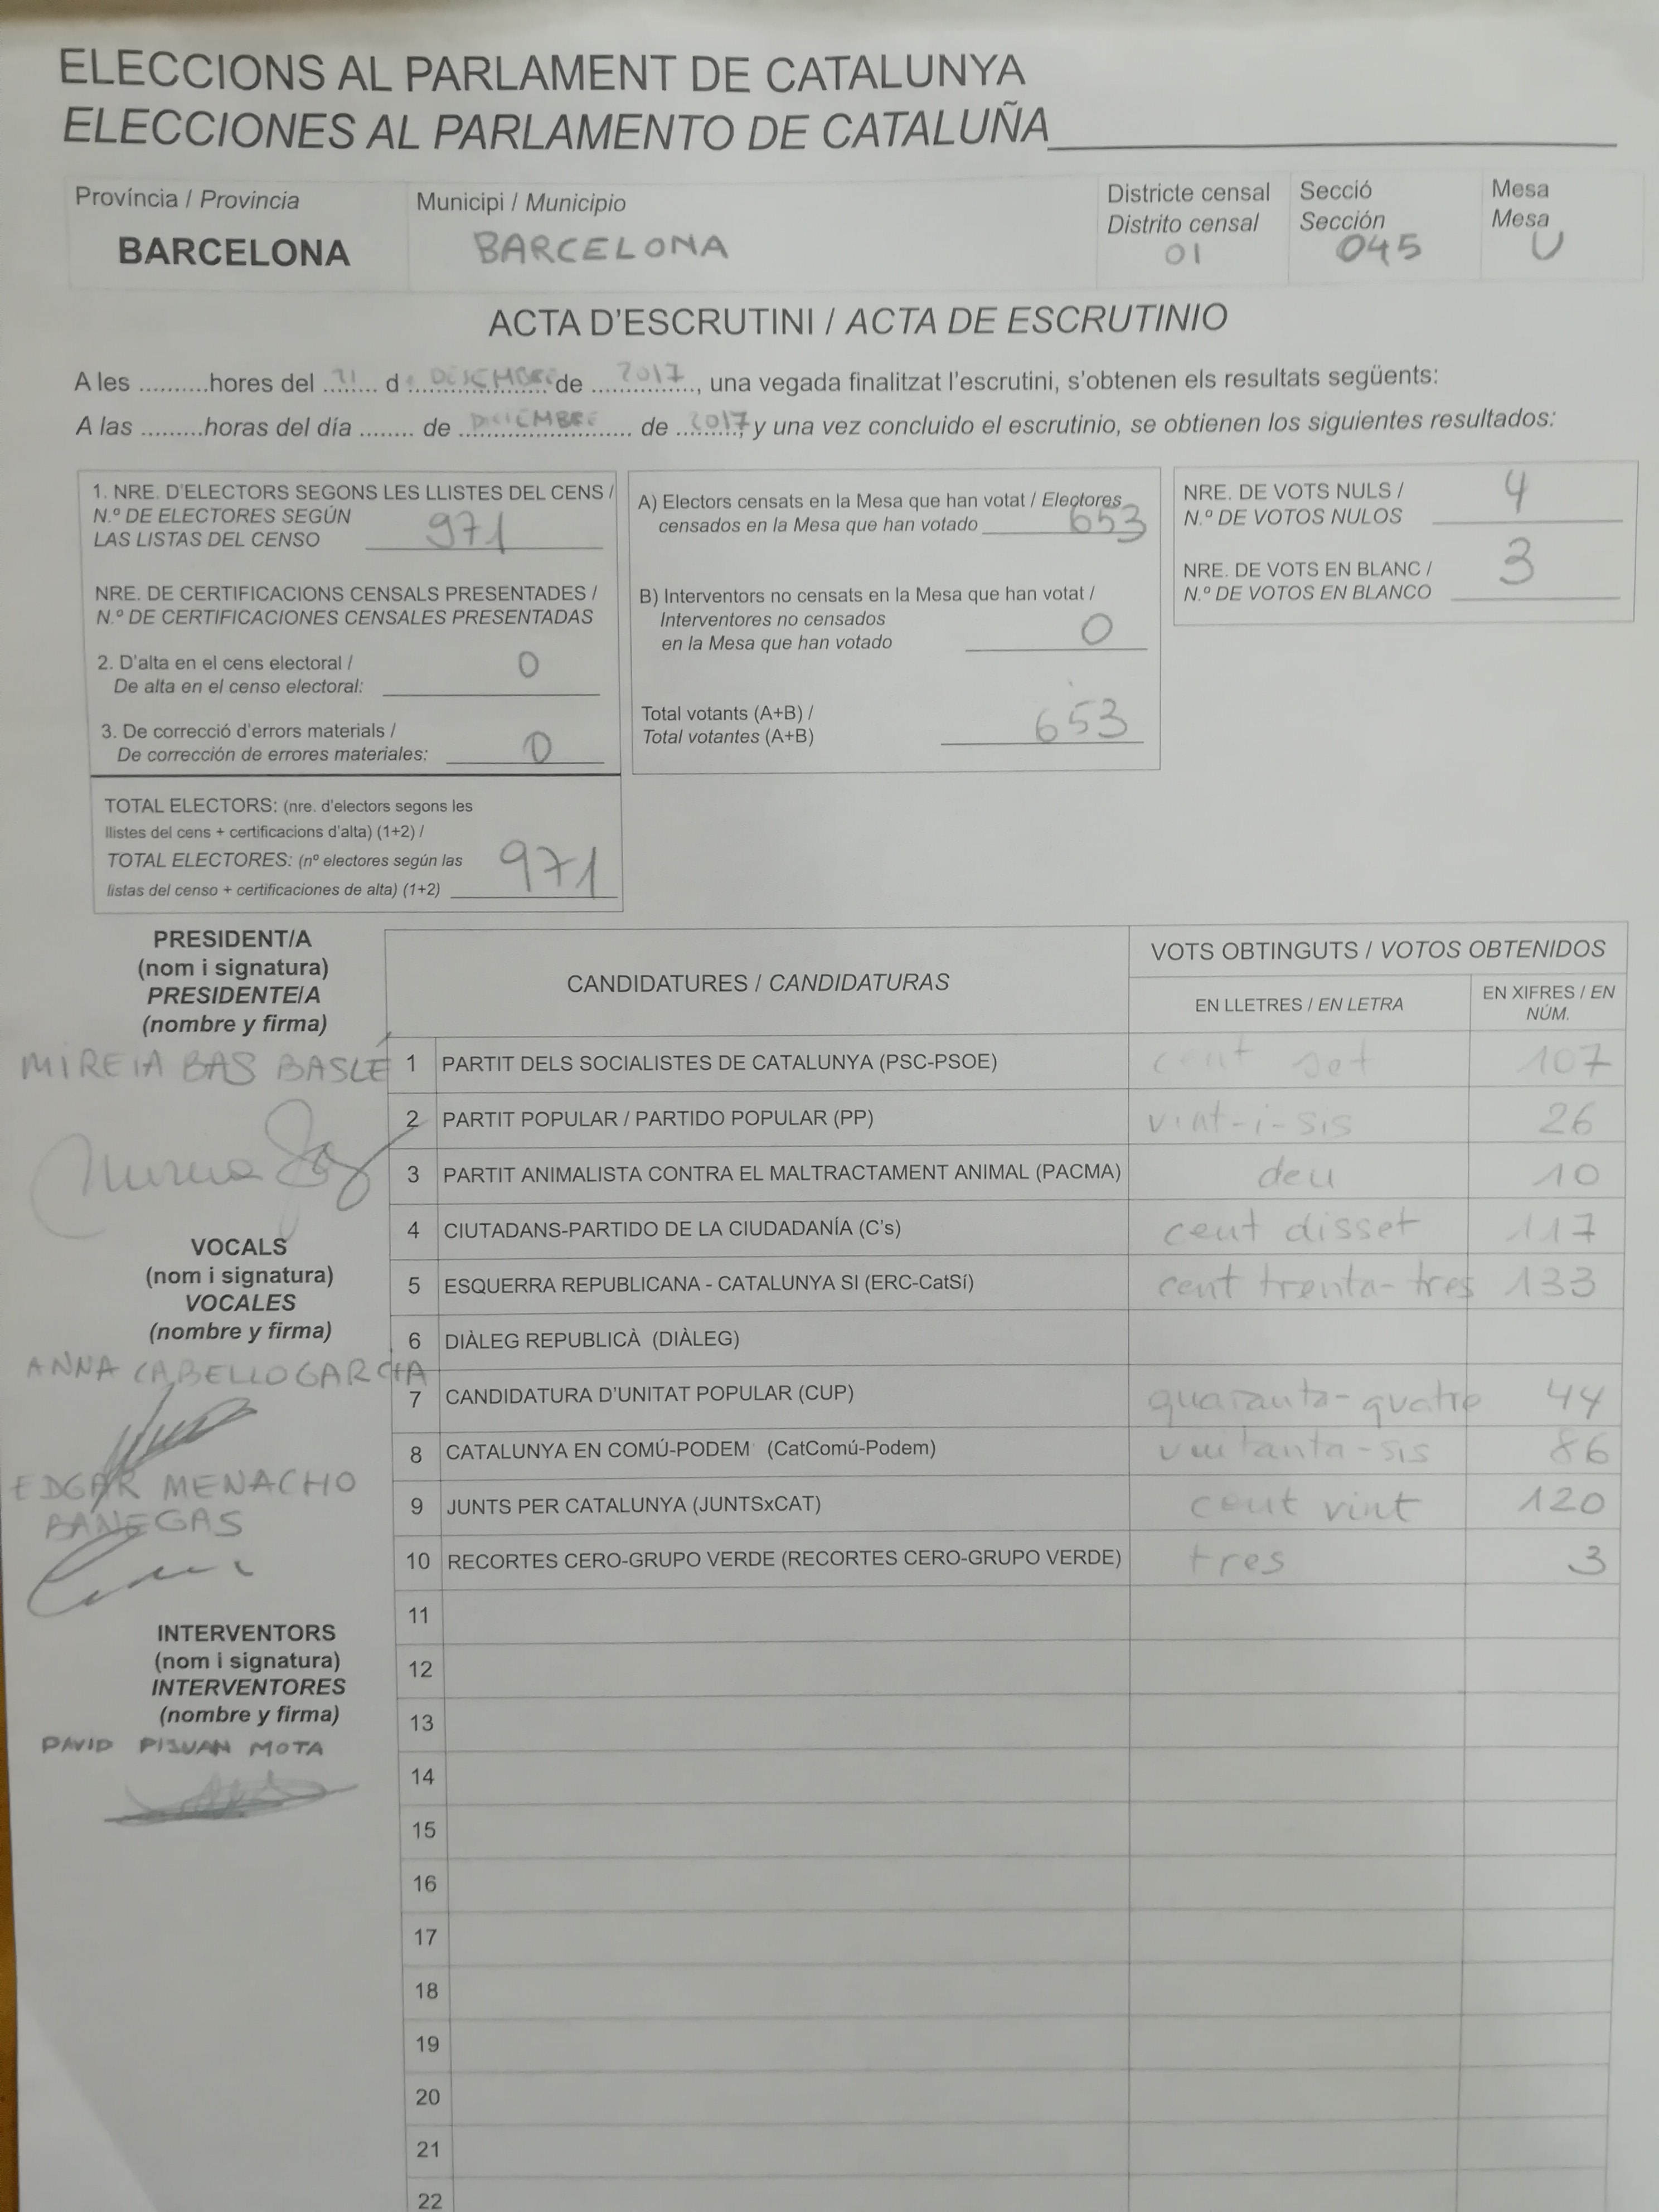 ELECCIONS AL PARLAMENT DE CATALUNYA
ELECCIONES AL PARLAMENTO DE CATALUÑA
Província / Provincia
BARCELONA
Municipi / Municipio
BARCELONA
Districte censal
Distrito censal
01
Secció
Sección
045
Mesa
Mesa
U
ACTA D'ESCRUTINI / ACTA DE ESCRUTINIO
A les .........hores del ..21.... d e DESEMBRE de 2017, una vegada finalitzat l'escrutini, s'obtenen els resultats següents:
A las .........horas del día ........ de DICIEMBRE de 2017, y una vez concluido el escrutinio, se obtienen los siguientes resultados:
1. NRE. D'ELECTORS SEGONS LES LLISTES DEL CENS /
N.º DE ELECTORES SEGÚN
LAS LISTAS DEL CENSO 971
NRE. DE CERTIFICACIONS CENSALS PRESENTADES /
N.º DE CERTIFICACIONES CENSALES PRESENTADAS
2. D'alta en el cens electoral /
De alta en el censo electoral: 0
3. De correcció d'errors materials /
De corrección de errores materiales: 0
TOTAL ELECTORS: (nre. d'electors segons les
llistes del cens + certificacions d'alta) (1+2) /
TOTAL ELECTORES: (nº electores según las
listas del censo + certificaciones de alta) (1+2) 971
A) Electors censats en la Mesa que han votat / Electores
censados en la Mesa que han votado 653
B) Interventors no censats en la Mesa que han votat /
Interventores no censados
en la Mesa que han votado 0
Total votants (A+B) /
Total votantes (A+B) 653
NRE. DE VOTS NULS /
N.º DE VOTOS NULOS 4
NRE. DE VOTS EN BLANC /
N.º DE VOTOS EN BLANCO 3
PRESIDENT/A
(nom i signatura)
PRESIDENTE/A
(nombre y firma)
MIREIA BAS BASLÉ
VOCALS
(nom i signatura)
VOCALES
(nombre y firma)
ANNA CABELLO GARCIA
EDGAR MENACHO
BANEGAS
INTERVENTORS
(nom i signatura)
INTERVENTORES
(nombre y firma)
DAVID PIJUAN MOTA
CANDIDATURES / CANDIDATURAS
VOTS OBTINGUTS / VOTOS OBTENIDOS
EN LLETRES / EN LETRA
EN XIFRES / EN
NÚM.
1 PARTIT DELS SOCIALISTES DE CATALUNYA (PSC-PSOE) cent set 107
2 PARTIT POPULAR / PARTIDO POPULAR (PP) vint-i-sis 26
3 PARTIT ANIMALISTA CONTRA EL MALTRACTAMENT ANIMAL (PACMA) deu 10
4 CIUTADANS-PARTIDO DE LA CIUDADANÍA (C's) cent disset 117
5 ESQUERRA REPUBLICANA - CATALUNYA SI (ERC-CatSí) cent trenta-tres 133
6 DIÀLEG REPUBLICÀ (DIÀLEG)
7 CANDIDATURA D'UNITAT POPULAR (CUP) quaranta-quatre 44
8 CATALUNYA EN COMÚ-PODEM (CatComú-Podem) vuitanta-sis 86
9 JUNTS PER CATALUNYA (JUNTSxCAT) cent vint 120
10 RECORTES CERO-GRUPO VERDE (RECORTES CERO-GRUPO VERDE) tres 3
11
12
13
14
15
16
17
18
19
20
21
22